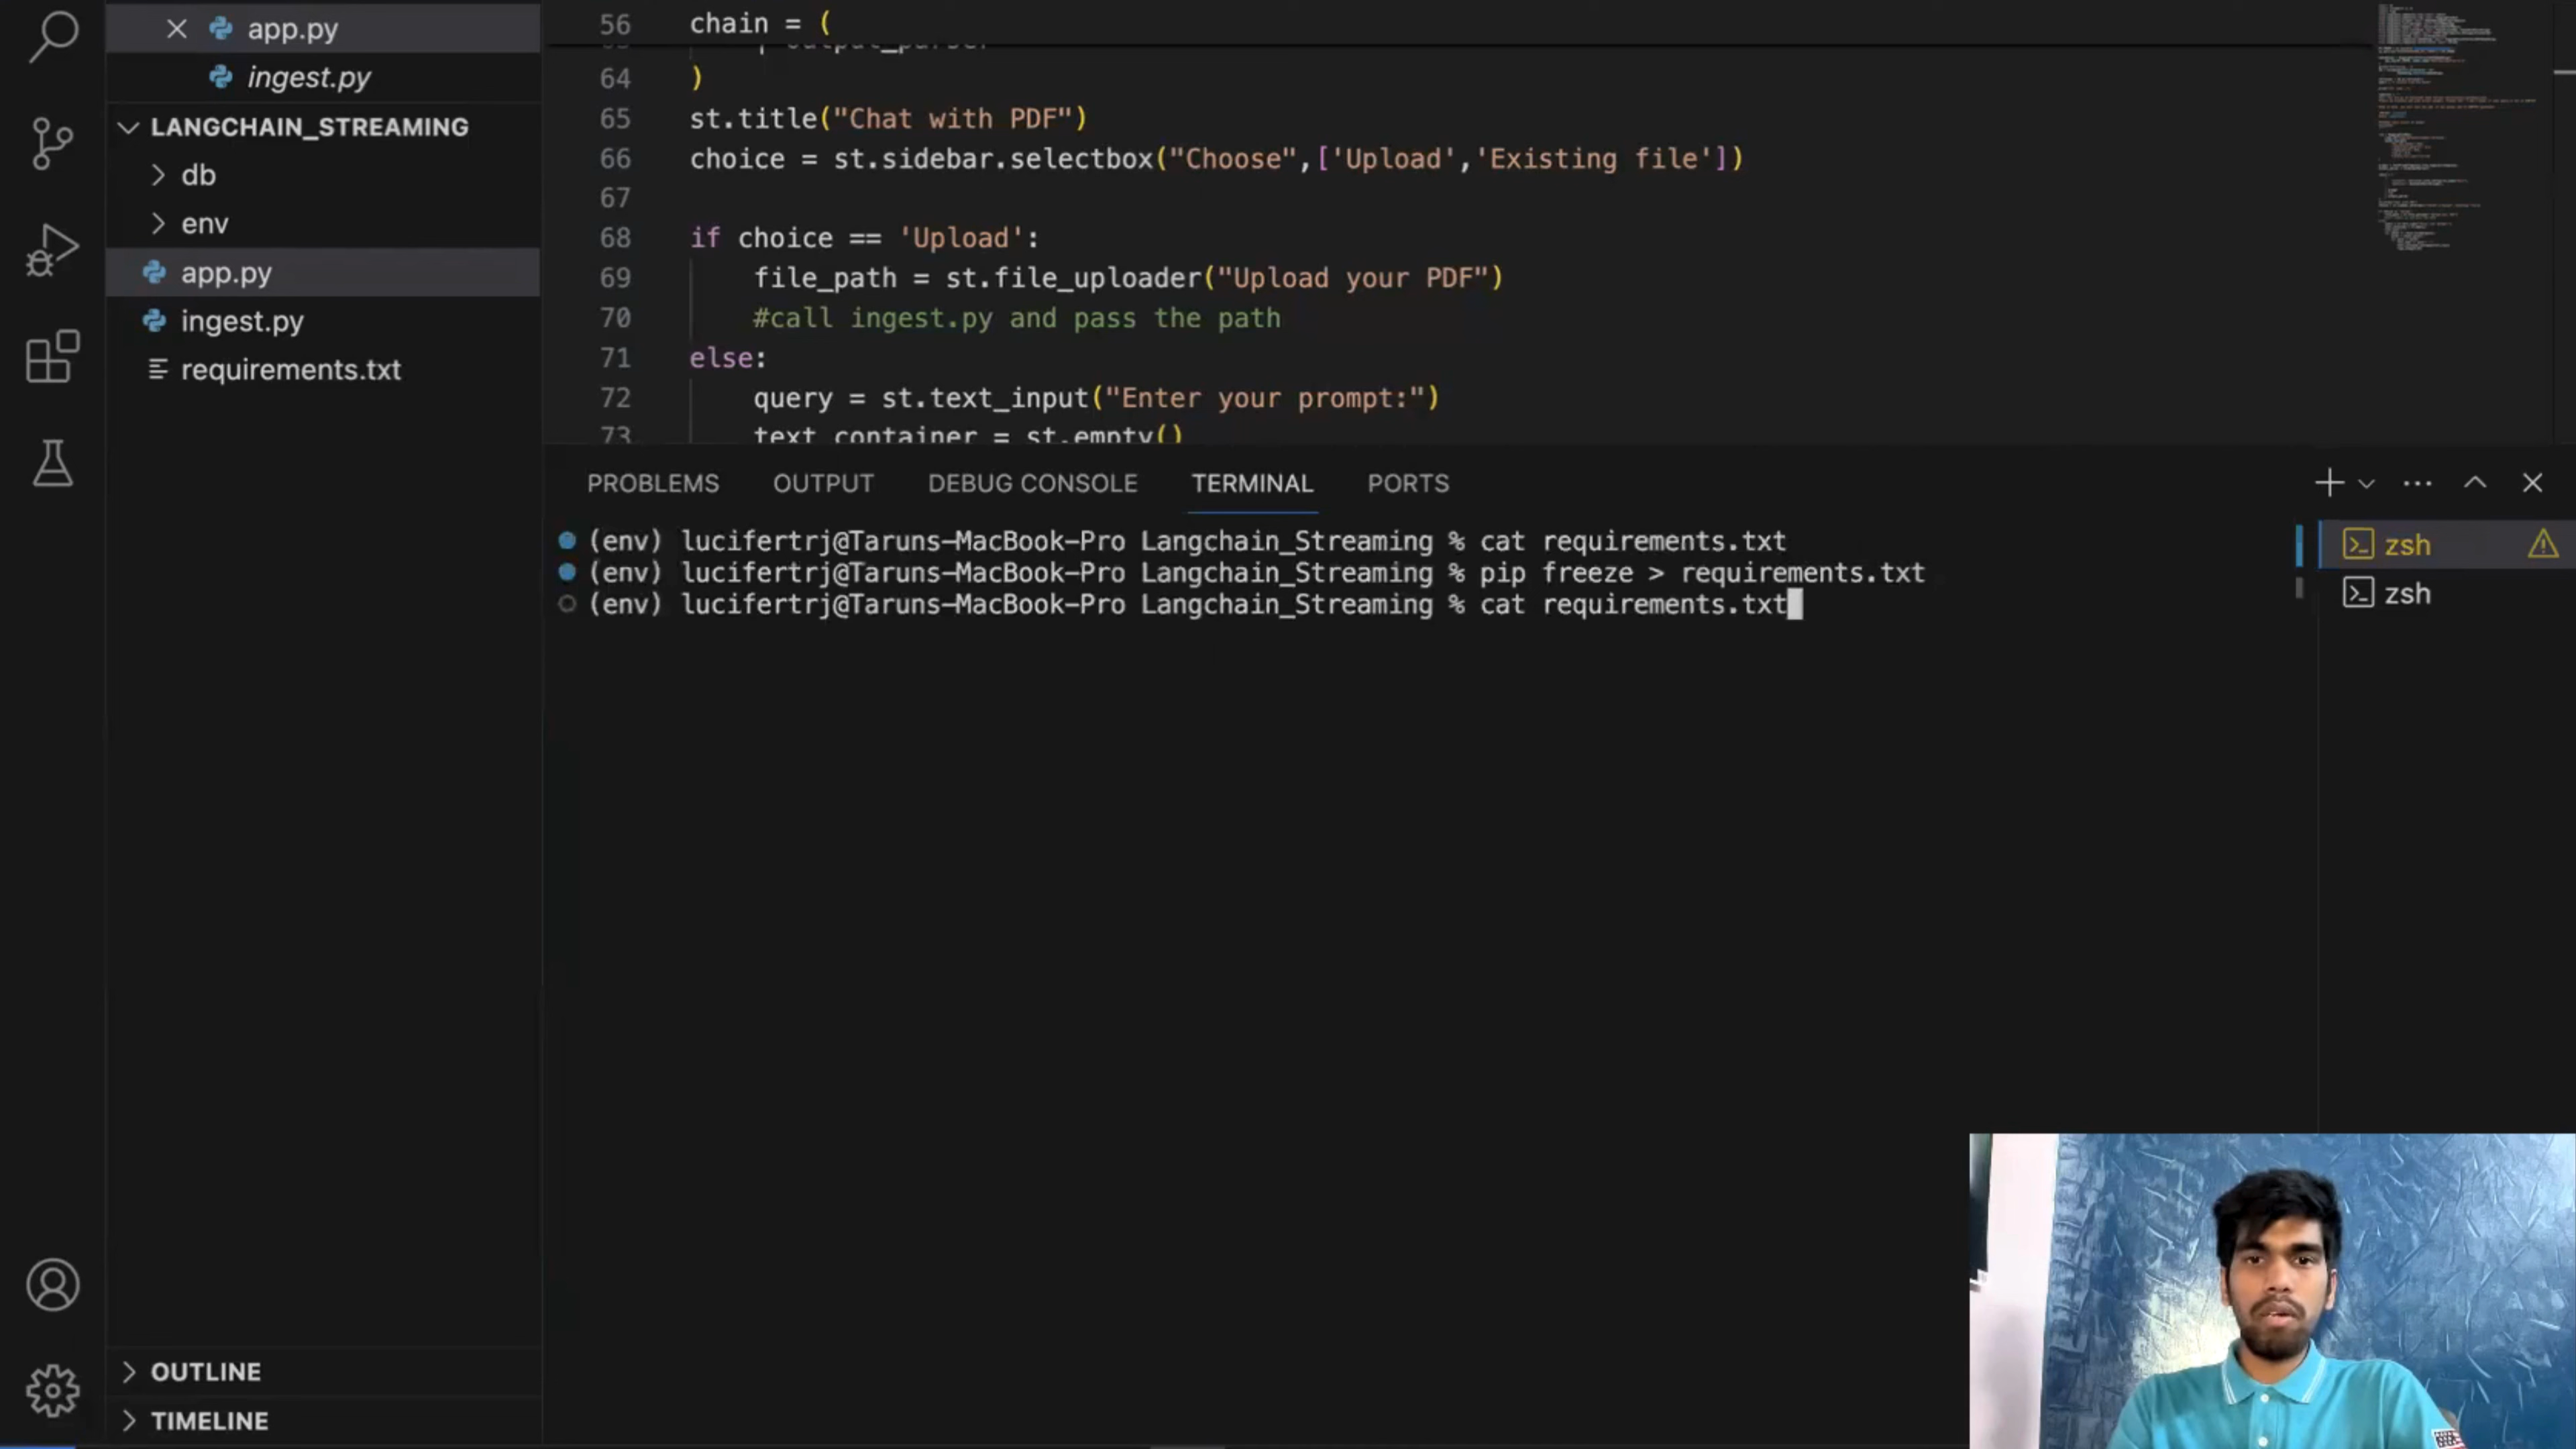 app.py
ingest.py
LANGCHAIN_STREAMING
db
env
app.py
ingest.py
requirements.txt
OUTLINE
TIMELINE
56 chain = (
| output_parser
64 )
65 st.title("Chat with PDF")
66 choice = st.sidebar.selectbox("Choose",['Upload','Existing file'])
67
68 if choice == 'Upload':
69 file_path = st.file_uploader("Upload your PDF")
70 #call ingest.py and pass the path
71 else:
72 query = st.text_input("Enter your prompt:")
73 text_container = st.empty()
PROBLEMS OUTPUT DEBUG CONSOLE TERMINAL PORTS
(env) lucifertrj@Taruns-MacBook-Pro Langchain_Streaming % cat requirements.txt
(env) lucifertrj@Taruns-MacBook-Pro Langchain_Streaming % pip freeze > requirements.txt
(env) lucifertrj@Taruns-MacBook-Pro Langchain_Streaming % cat requirements.txt
zsh
zsh